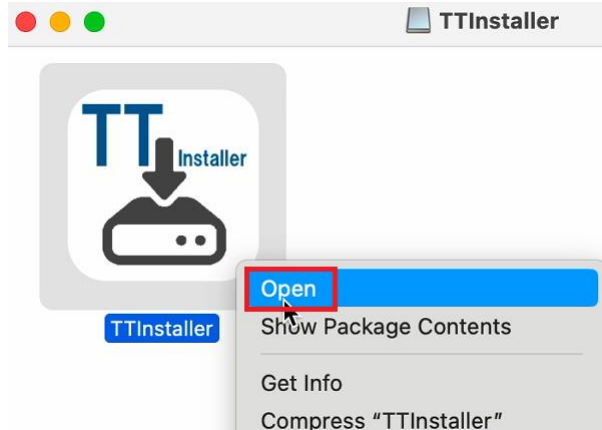 TTInstaller
TT Installer
TTInstaller
Open
Show Package Contents
Get Info
Compress “TTInstaller”